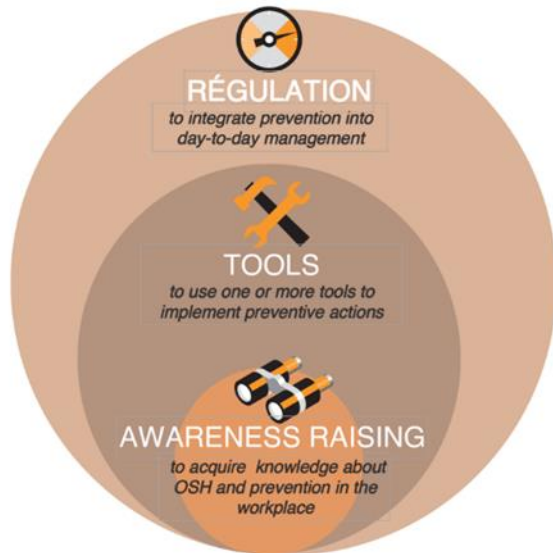 RÉGULATION
to integrate prevention into
day-to-day management
TOOLS
to use one or more tools to
implement preventive actions
AWARENESS RAISING
to acquire knowledge about
OSH and prevention in the
workplace